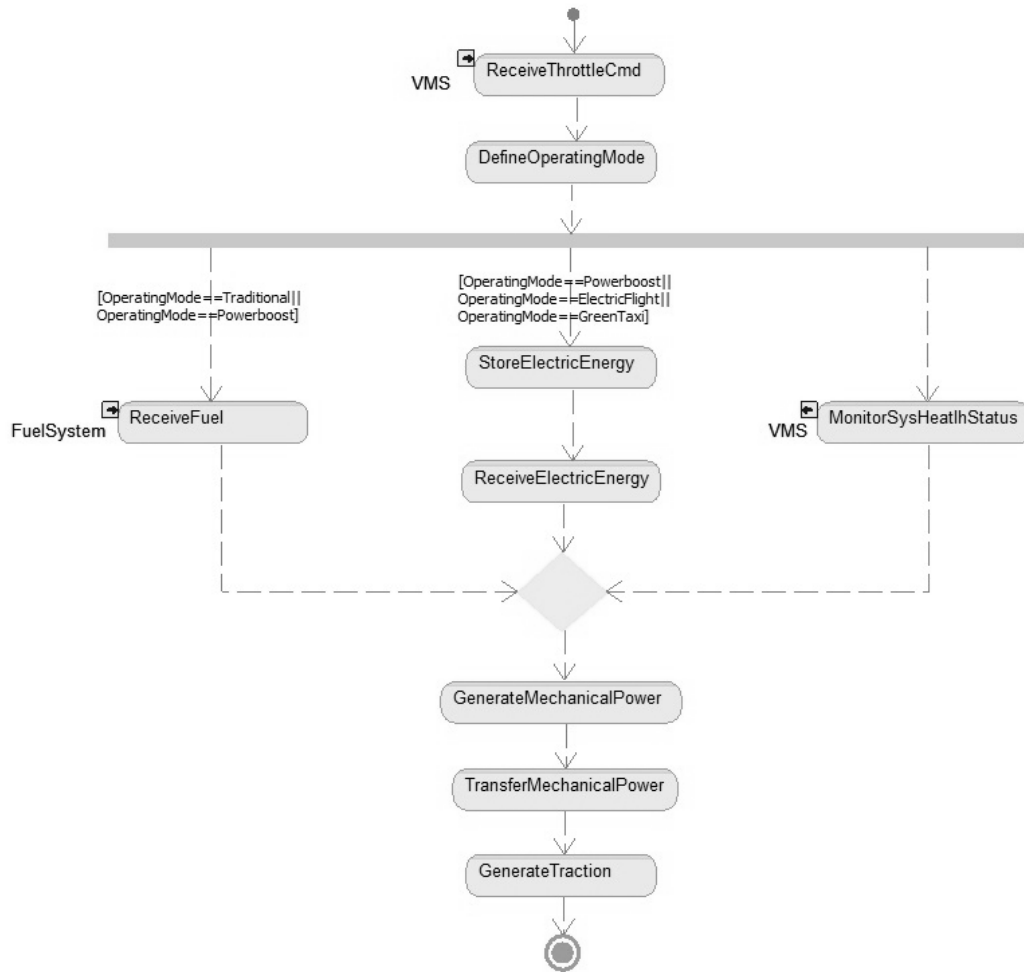 ReceiveThrottleCmd
VMS
DefineOperatingMode
[OperatingMode==Traditional||
OperatingMode==Powerboost]
[OperatingMode==Powerboost||
OperatingMode==ElectricFlight||
OperatingMode==GreenTaxi]
StoreElectricEnergy
ReceiveFuel
FuelSystem
MonitorSysHeatlhStatus
VMS
ReceiveElectricEnergy
GenerateMechanicalPower
TransferMechanicalPower
GenerateTraction